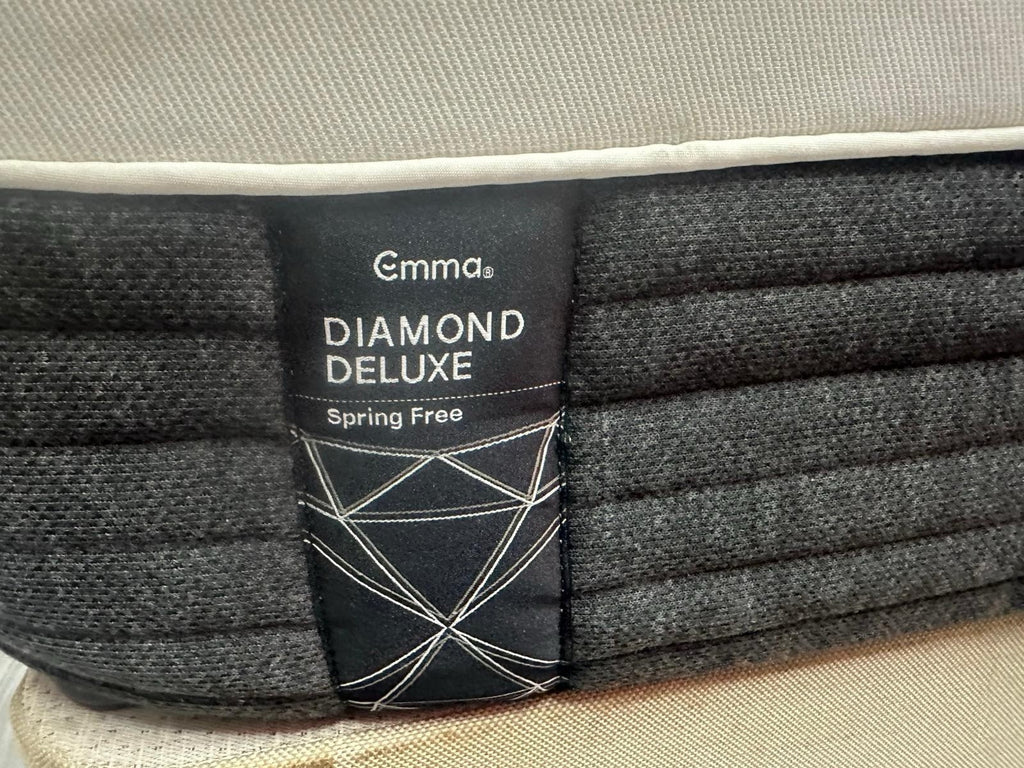 Emma®
DIAMOND
DELUXE
Spring Free